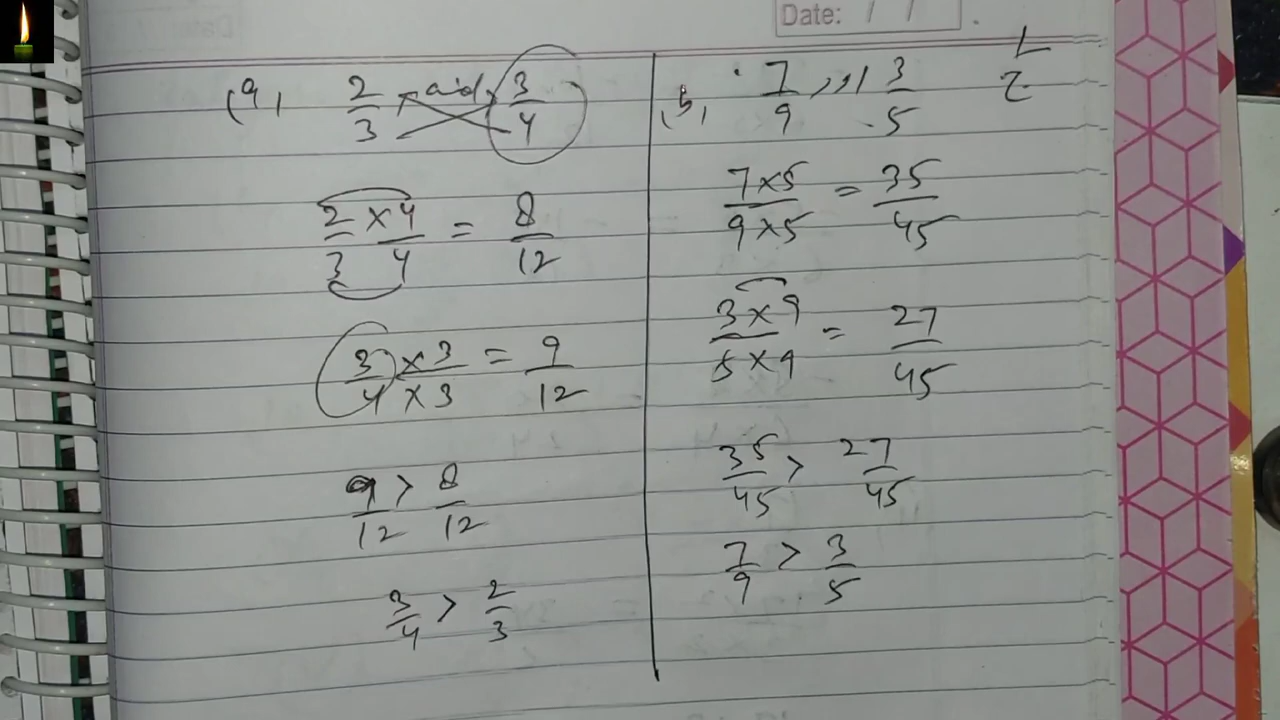 Date: / /
(a) 2/3 and 3/4
2/3 × 4/4 = 8/12
3/4 × 3/3 = 9/12
9/12 > 8/12
3/4 > 2/3
(b) 7/9 , 3/5
7×5/9×5 = 35/45
3×9/5×9 = 27/45
35/45 > 27/45
7/9 > 3/5